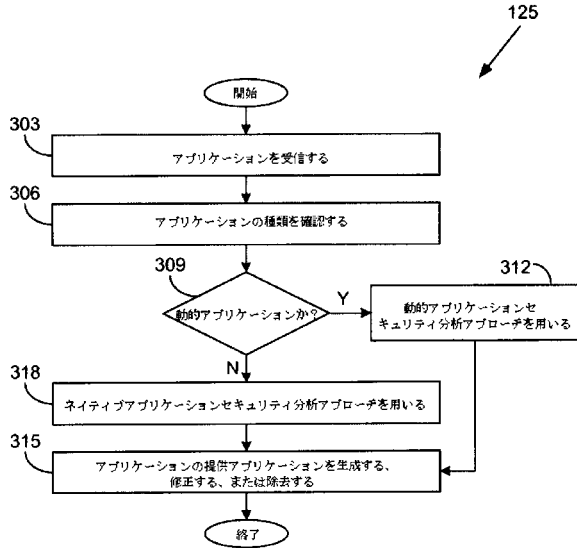 125
開始
303
アプリケーションを受信する
306
アプリケーションの種類を確認する
309
動的アプリケーションか?
Y
312
動的アプリケーションセ
キュリティ分析アプローチを用いる
N
318
ネイティブアプリケーションセキュリティ分析アプローチを用いる
315
アプリケーションの提供アプリケーションを生成する、
修正する、または除去する
終了